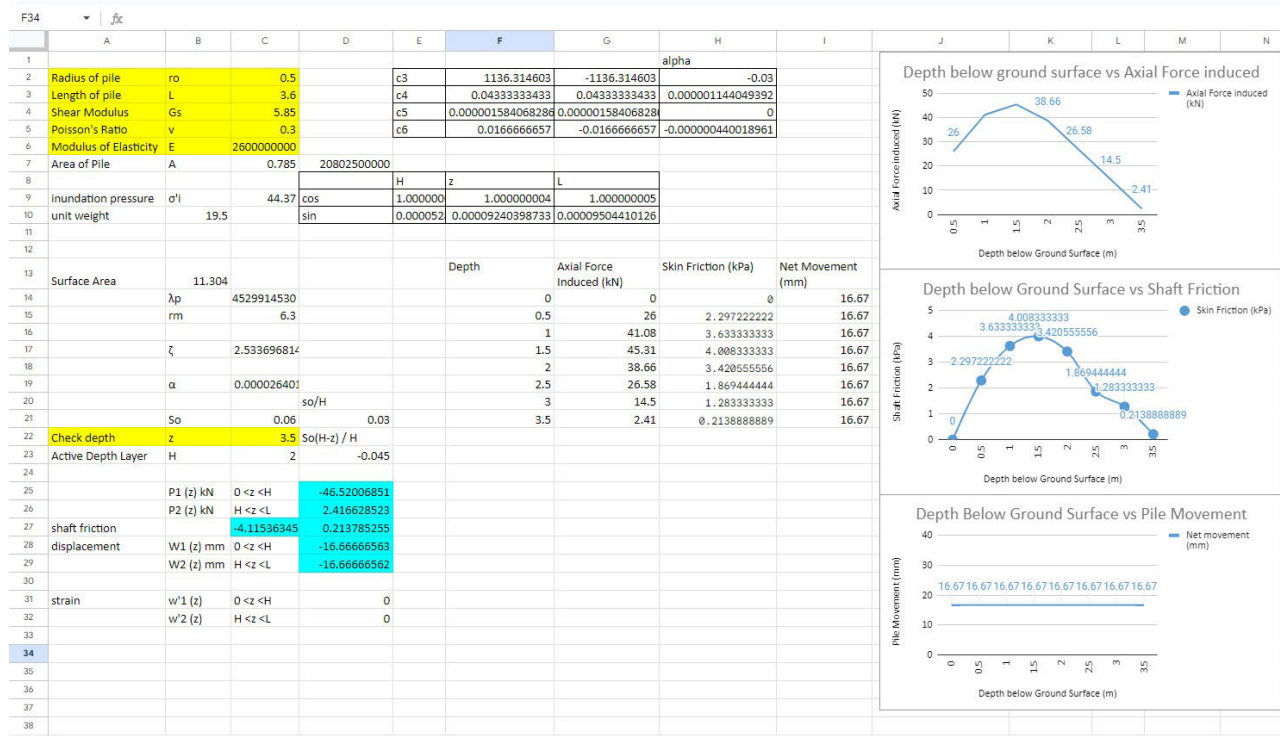 F34 fx
A B C D E F G H I J K L M N
1 alpha
2 Radius of pile ro 0.5 c3 1136.314603 -1136.314603 -0.03
3 Length of pile L 3.6 c4 0.04333333433 0.04333333433 0.000001144049392
4 Shear Modulus Gs 5.85 c5 0.000001584068286 0.000001584068286 0
5 Poisson's Ratio v 0.3 c6 0.0166666657 -0.0166666657 -0.000000440018961
6 Modulus of Elasticity E 2600000000
7 Area of Pile A 0.785 20802500000
8 H z L
9 inundation pressure σ'i 44.37 cos 1.000000 1.000000004 1.000000005
10 unit weight 19.5 sin 0.000052 0.00009240398733 0.00009504410126
11
12
13 Surface Area 11.304 Depth Axial Force Induced (kN) Skin Friction (kPa) Net Movement (mm)
14 λp 4529914530 0 0 0 16.67
15 rm 6.3 0.5 26 2.297222222 16.67
16 1 41.08 3.633333333 16.67
17 ζ 2.533696814 1.5 45.31 4.008333333 16.67
18 2 38.66 3.420555556 16.67
19 α 0.000026401 2.5 26.58 1.869444444 16.67
20 so/H 3 14.5 1.283333333 16.67
21 So 0.06 0.03 3.5 2.41 0.2138888889 16.67
22 Check depth z 3.5 So(H-z) / H
23 Active Depth Layer H 2 -0.045
24
25 P1 (z) kN 0 <z <H -46.52006851
26 P2 (z) kN H <z <L 2.416628523
27 shaft friction -4.11536345 0.213785255
28 displacement W1 (z) mm 0 <z <H -16.66666563
29 W2 (z) mm H <z <L -16.66666562
30
31 strain w'1 (z) 0 <z <H 0
32 w'2 (z) H <z <L 0
33
34
35
36
37
38
Depth below ground surface vs Axial Force induced
Axial Force induced (kN)
50
40
30
20
10
0
Axial Force induced (kN)
26 38.66 26.58 14.5 2.41
0.5 1 1.5 2 2.5 3 3.5
Depth below Ground Surface (m)
Depth below Ground Surface vs Shaft Friction
Skin Friction (kPa)
5
4
3
2
1
0
Shaft Friction (kPa)
0 2.297222222 3.633333333 4.008333333 3.420555556 1.869444444 1.283333333 0.2138888889
0 0.5 1 1.5 2 2.5 3 3.5
Depth below Ground Surface (m)
Depth Below Ground Surface vs Pile Movement
Net movement (mm)
40
30
20
10
0
Pile Movement (mm)
16.67 16.67 16.67 16.67 16.67 16.67 16.67 16.67
0 0.5 1 1.5 2 2.5 3 3.5
Depth below Ground Surface (m)